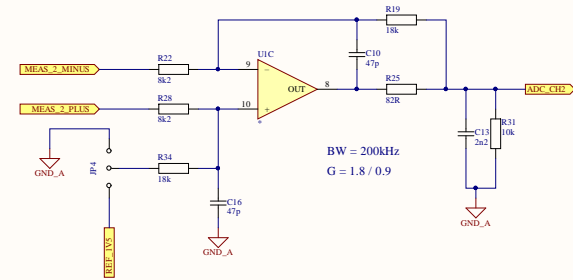 R19
18k
U1C
C10
47p
R22
8k2
MEAS_2_MINUS
9
8
OUT
R25
82R
ADC_CH2
R28
8k2
MEAS_2_PLUS
10
C13
2n2
R31
10k
BW = 200kHz
G = 1.8 / 0.9
R34
18k
JP4
GND_A
C16
47p
GND_A
GND_A
REF_1V5